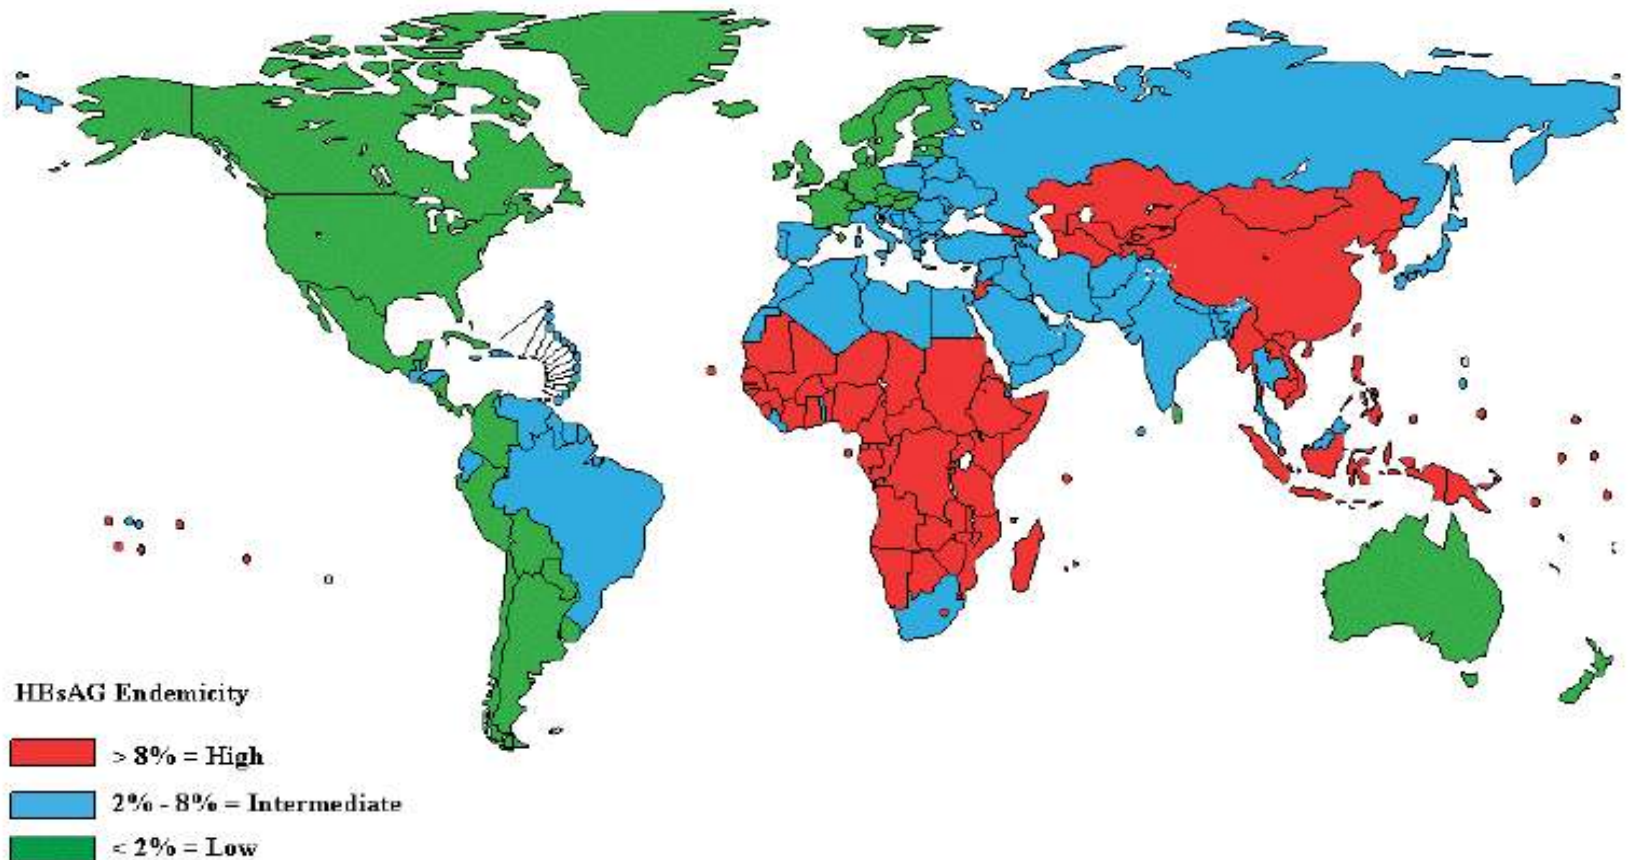 HBsAG Endemicity
> 8% = High
2% - 8% = Intermediate
< 2% = Low